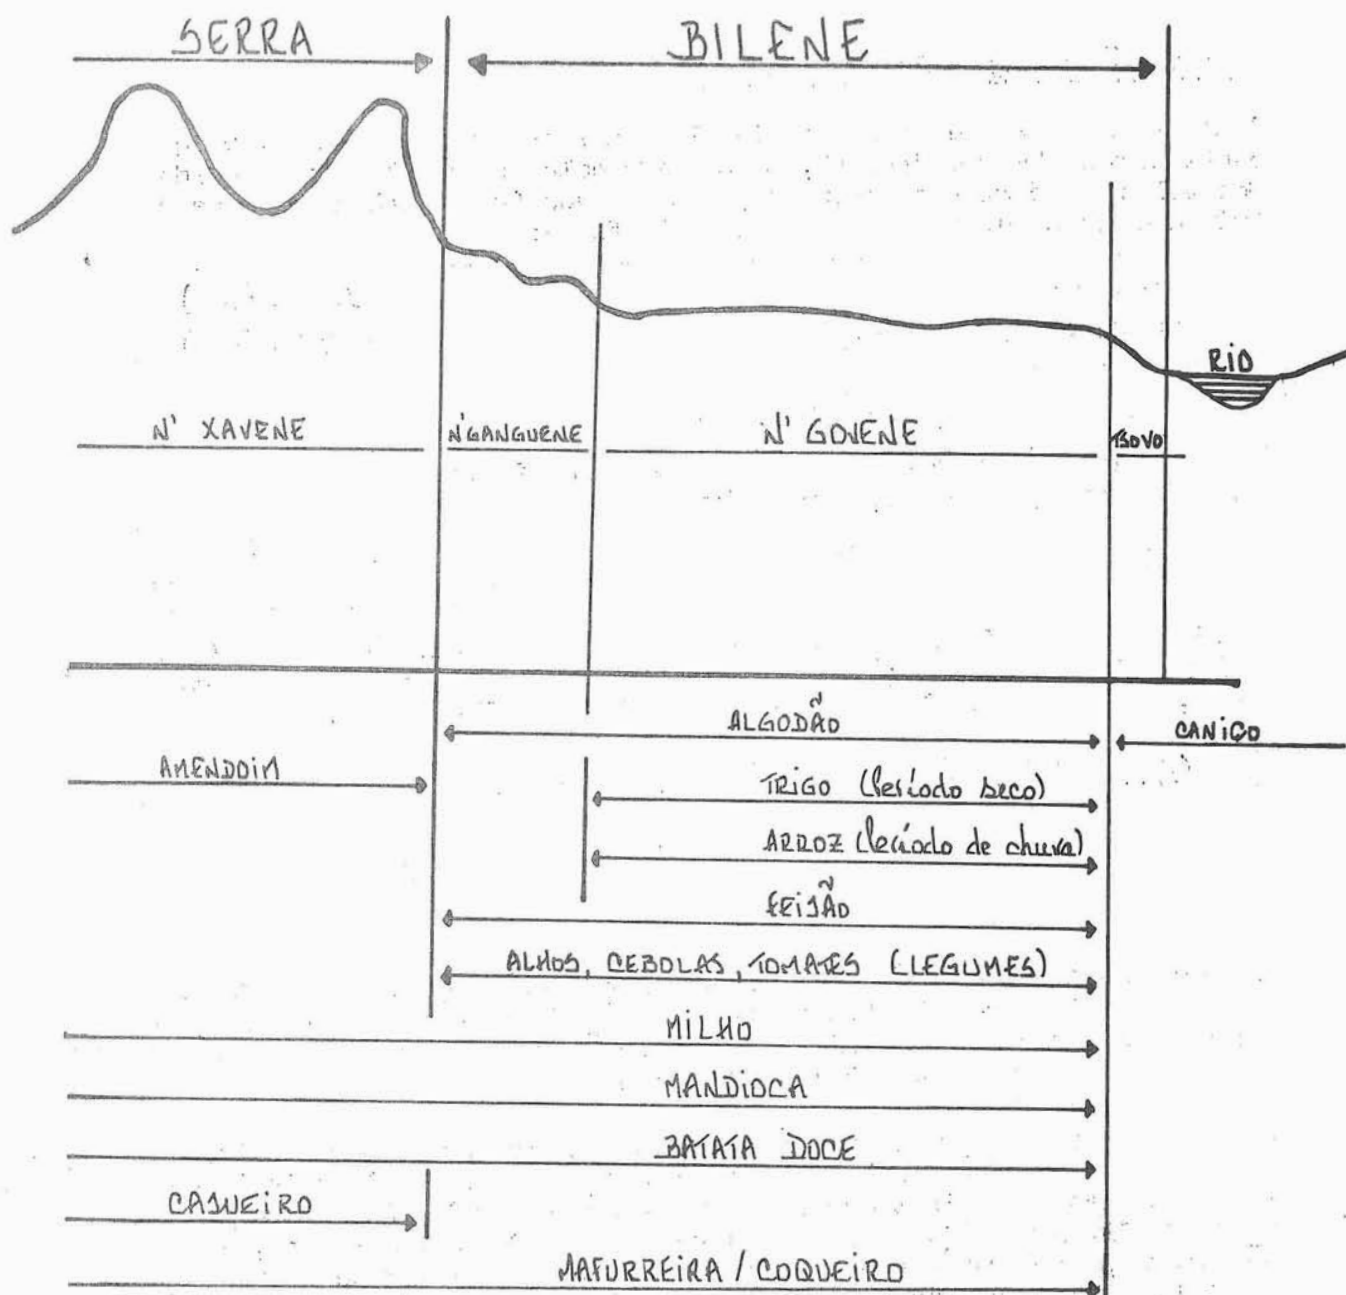 SERRA
BILENE
RIO
N' XAVENE
N'GANGUENE
N' GOVENE
TSOVO
ALGODÃO
CANIÇO
AMENDOIM
TRIGO (Período seco)
ARROZ (Período de chuva)
FEIJÃO
ALHOS, CEBOLAS, TOMATES (LEGUMES)
MILHO
MANDIOCA
BATATA DOCE
CAJUEIRO
MAFURREIRA / COQUEIRO